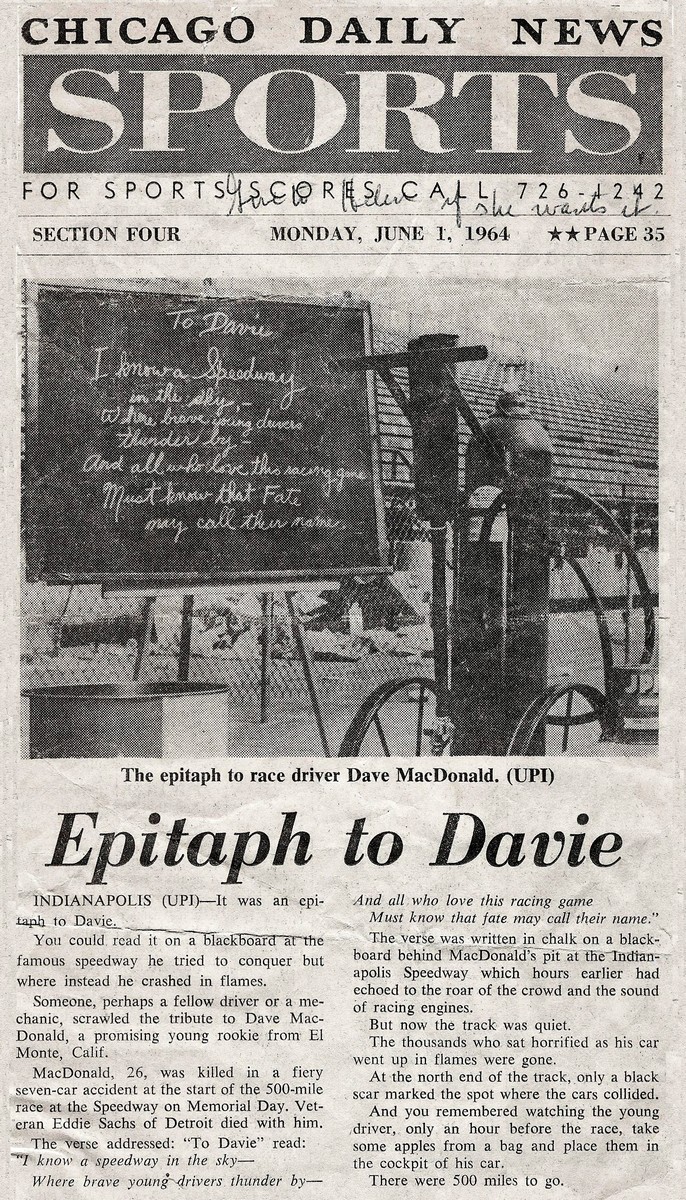 CHICAGO DAILY NEWS
SPORTS
FOR SPORTS SCORES CALL 726-4242
Give to Helen if she wants it.
SECTION FOUR MONDAY, JUNE 1, 1964 ★★PAGE 35
To Davie
I know a Speedway
in the sky, -
Where brave young drivers
thunder by -
And all who love this racing game
Must know that Fate
may call their name.
The epitaph to race driver Dave MacDonald. (UPI)
Epitaph to Davie
INDIANAPOLIS (UPI)—It was an epi-
taph to Davie.
You could read it on a blackboard at the
famous speedway he tried to conquer but
where instead he crashed in flames.
Someone, perhaps a fellow driver or a me-
chanic, scrawled the tribute to Dave Mac-
Donald, a promising young rookie from El
Monte, Calif.
MacDonald, 26, was killed in a fiery
seven-car accident at the start of the 500-mile
race at the Speedway on Memorial Day. Vet-
eran Eddie Sachs of Detroit died with him.
The verse addressed: "To Davie" read:
"I know a speedway in the sky—
Where brave young drivers thunder by—
And all who love this racing game
Must know that fate may call their name."
The verse was written in chalk on a black-
board behind MacDonald's pit at the Indian-
apolis Speedway which hours earlier had
echoed to the roar of the crowd and the sound
of racing engines.
But now the track was quiet.
The thousands who sat horrified as his car
went up in flames were gone.
At the north end of the track, only a black
scar marked the spot where the cars collided.
And you remembered watching the young
driver, only an hour before the race, take
some apples from a bag and place them in
the cockpit of his car.
There were 500 miles to go.